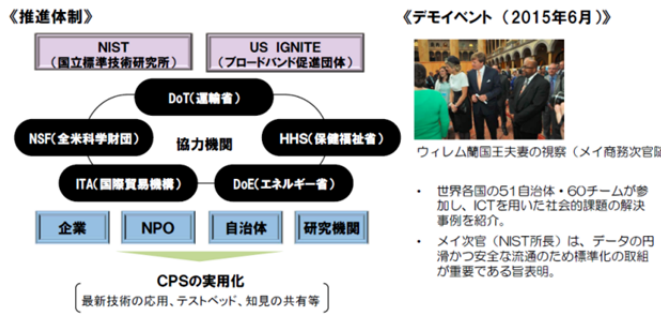 《推進体制》
NIST
(国立標準技術研究所)
US IGNITE
(ブロードバンド促進団体)
DoT(運輸省)
NSF(全米科学財団)
協力機関
HHS(保健福祉省)
ITA(国際貿易機構)
DoE(エネルギー省)
企業
NPO
自治体
研究機関
CPSの実用化
最新技術の応用、テストベッド、知見の共有等
《デモイベント (2015年6月)》
ウィレム蘭国王夫妻の視察(メイ商務次官
• 世界各国の51自治体・60チームが参
加し、ICTを用いた社会的課題の解決
事例を紹介。
• メイ次官(NIST所長)は、データの円
滑かつ安全な流通のため標準化の取組
が重要である旨表明。